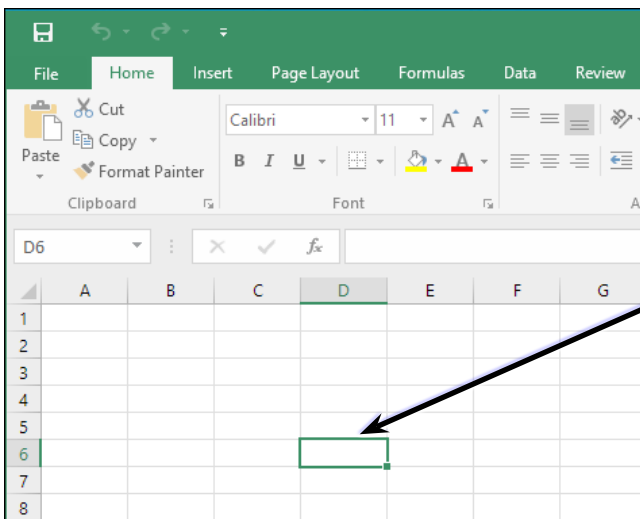 File Home Insert Page Layout Formulas Data Review
Cut
Calibri 11 A A
Copy
Paste
Format Painter
B I U A
Clipboard Font A
D6 fx
A B C D E F G
1
2
3
4
5
6
7
8